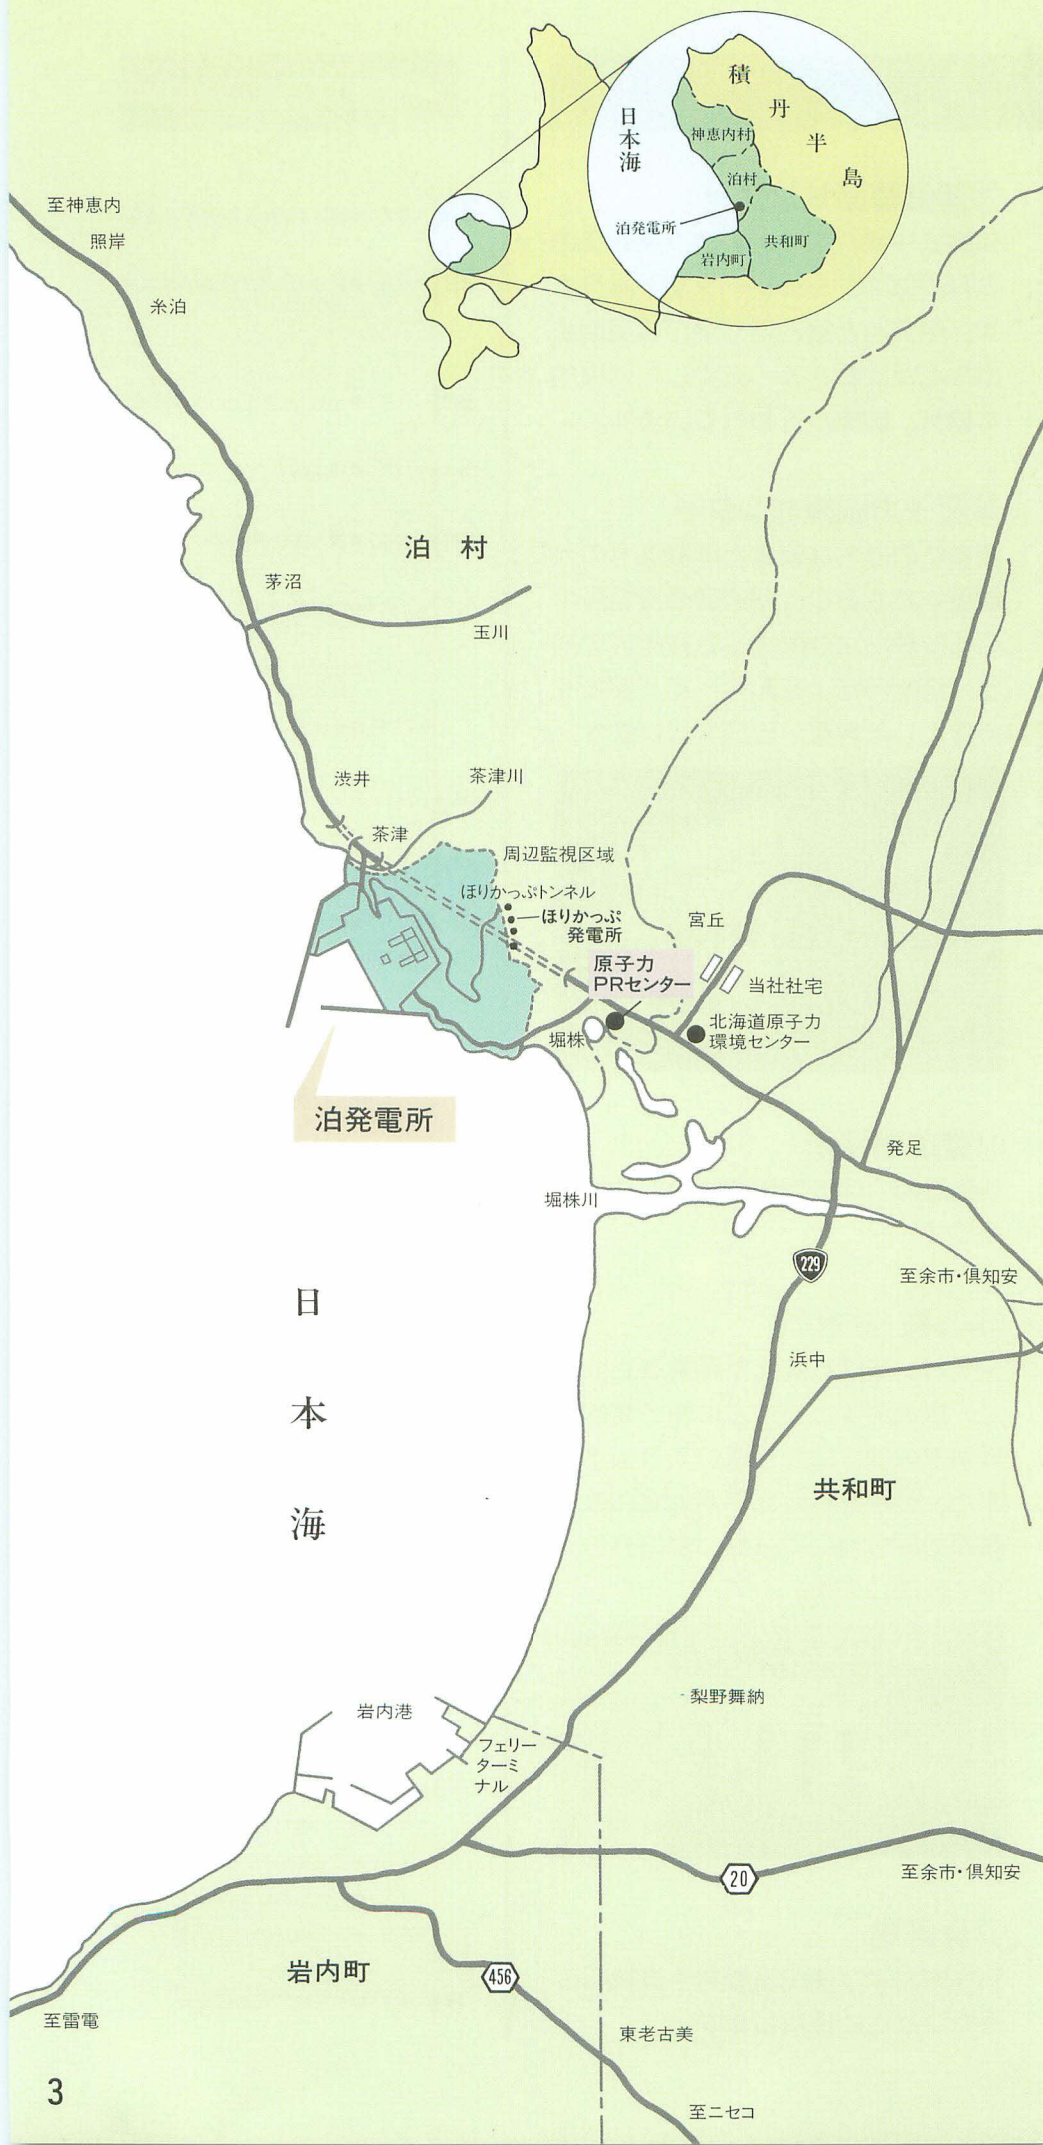 積丹半島
日本海
神恵内村
泊村
泊発電所
共和町
岩内町
至神恵内
照岸
糸泊
泊 村
茅沼
玉川
渋井
茶津川
茶津
周辺監視区域
ほりかっぷトンネル
ほりかっぷ
発電所
宮丘
原子力
PRセンター
当社社宅
堀株
北海道原子力
環境センター
泊発電所
発足
堀株川
229
至余市・倶知安
日本海
浜中
共和町
梨野舞納
岩内港
フェリー
ターミ
ナル
20
至余市・倶知安
岩内町
456
至雷電
東老古美
3
至ニセコ